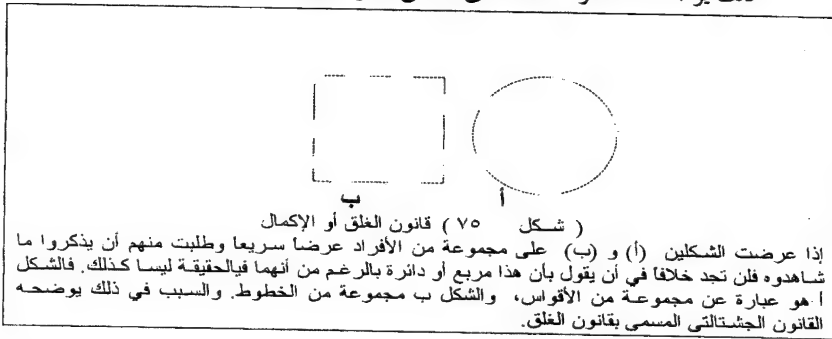 أ ب
( شكل ٧٥ ) قانون الغلق أو الإكمال
إذا عرضت الشكلين (أ) و (ب) على مجموعة من الأفراد عرضا سريعا وطلبت منهم أن يذكروا ما
شاهدوه فلن تجد خلافا في أن يقول بأن هذا مربع أو دائرة بالرغم من أنهما فيالحقيقة ليسا كذلك. فالشكل
أ هو عبارة عن مجموعة من الأقواس، والشكل ب مجموعة من الخطوط. والسبب في ذلك يوضحه
القانون الجشتالتى المسمى بقانون الغلق.